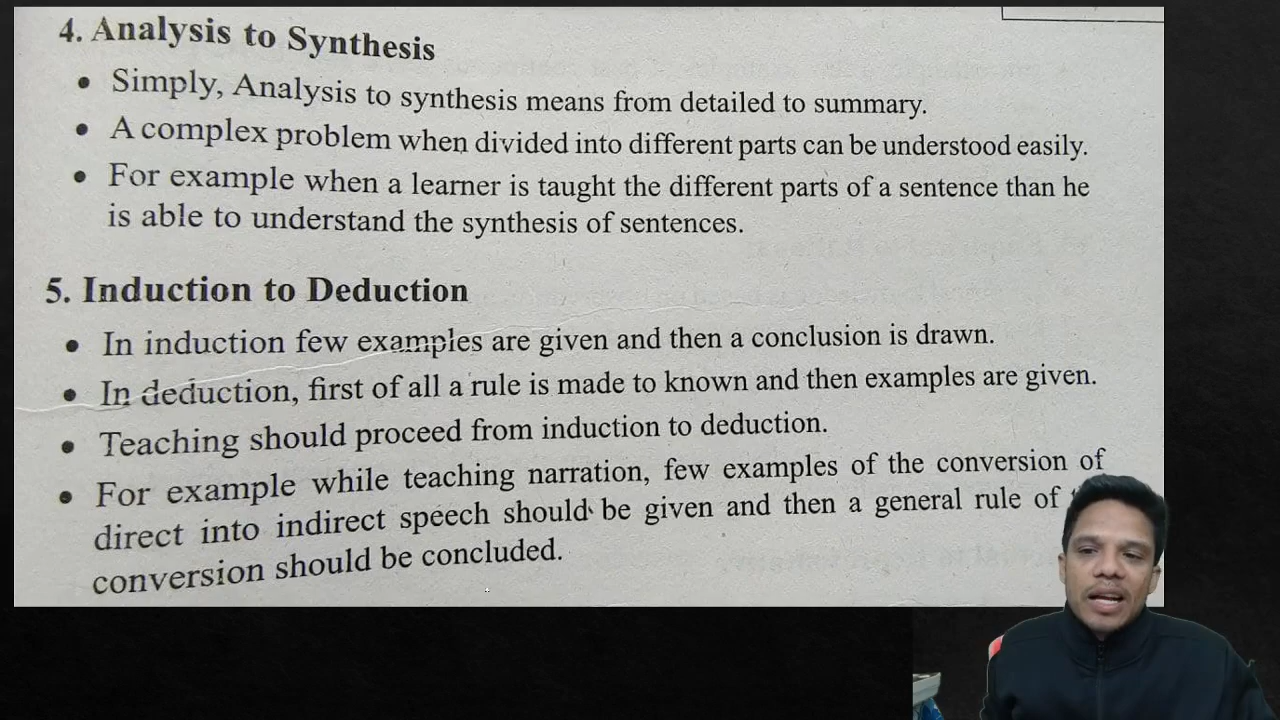 4. Analysis to Synthesis
• Simply, Analysis to synthesis means from detailed to summary.
• A complex problem when divided into different parts can be understood easily.
• For example when a learner is taught the different parts of a sentence than he
is able to understand the synthesis of sentences.
5. Induction to Deduction
• In induction few examples are given and then a conclusion is drawn.
• In deduction, first of all a rule is made to known and then examples are given.
• Teaching should proceed from induction to deduction.
• For example while teaching narration, few examples of the conversion of
direct into indirect speech should be given and then a general rule of
conversion should be concluded.